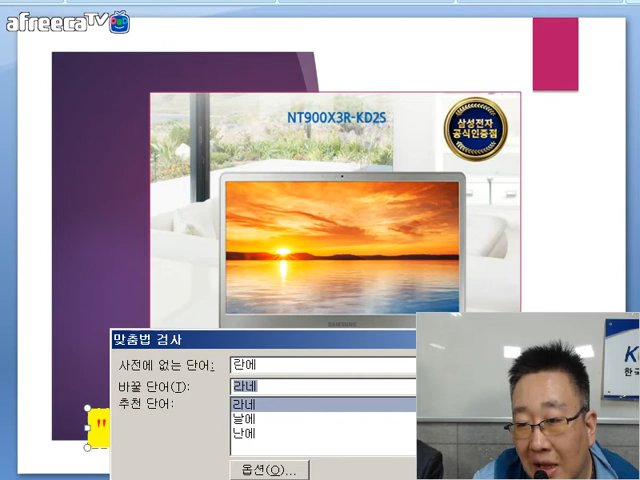 afreecaTV
NT900X3R-KD2S
삼성전자
공식인증점
SAMSUNG
맞춤법 검사
사전에 없는 단어:
란에
바꿀 단어(T):
라네
추천 단어:
라네
날에
난에
옵션(O)...
"
K
한국